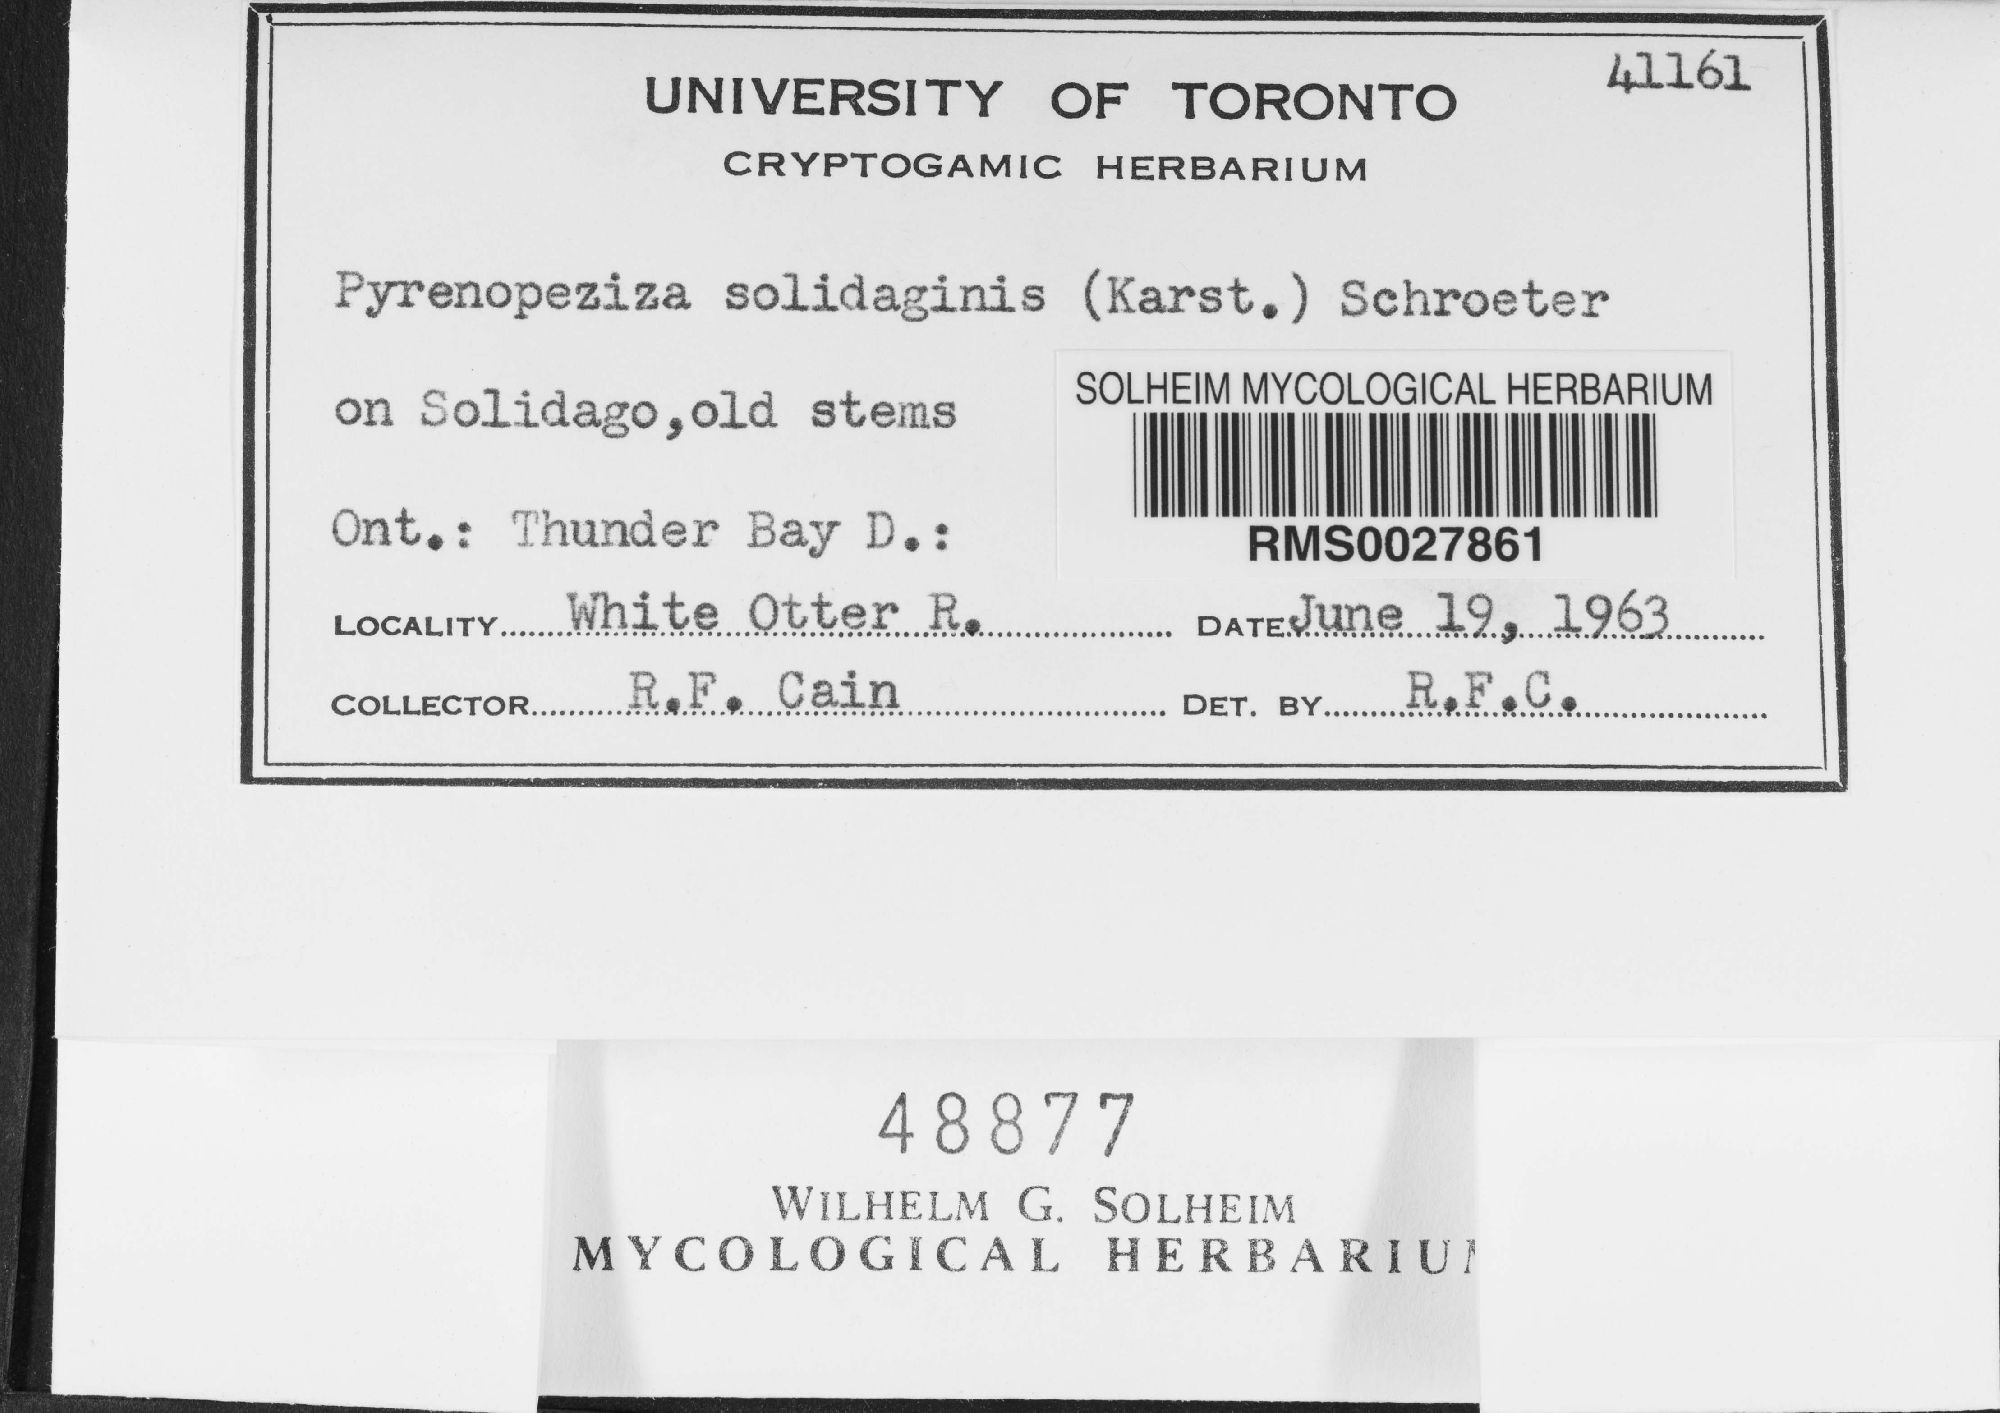 41161
UNIVERSITY OF TORONTO
CRYPTOGAMIC HERBARIUM
Pyrenopeziza solidaginis (Karst.) Schroeter
on Solidago,old stems
SOLHEIM MYCOLOGICAL HERBARIUM
RMS0027861
Ont.: Thunder Bay D.:
LOCALITY White Otter R. DATE June 19, 1963
COLLECTOR R.F. Cain DET. BY R.F.C.
48877
WILHELM G. SOLHEIM
MYCOLOGICAL HERBARIUM